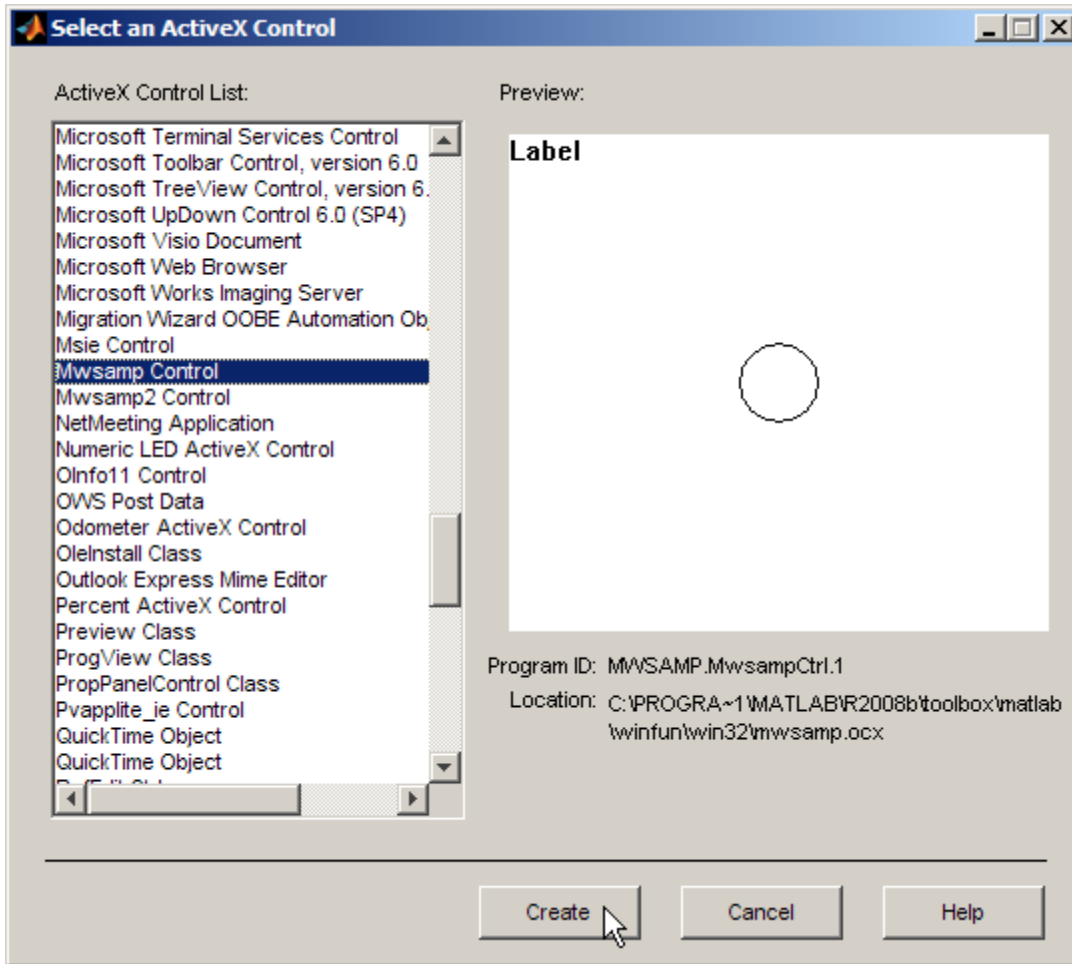 Select an ActiveX Control
ActiveX Control List:
Microsoft Terminal Services Control
Microsoft Toolbar Control, version 6.0
Microsoft TreeView Control, version 6.
Microsoft UpDown Control 6.0 (SP4)
Microsoft Visio Document
Microsoft Web Browser
Microsoft Works Imaging Server
Migration Wizard OOBE Automation Obj
Msie Control
Mwsamp Control
Mwsamp2 Control
NetMeeting Application
Numeric LED ActiveX Control
OInfo11 Control
OWS Post Data
Odometer ActiveX Control
OleInstall Class
Outlook Express Mime Editor
Percent ActiveX Control
Preview Class
ProgView Class
PropPanelControl Class
Pvapplite_ie Control
QuickTime Object
QuickTime Object
Preview:
Label
Program ID: MWSAMP.MwsampCtrl.1
Location: C:\PROGRA~1\MATLAB\R2008b\toolbox\matlab
\winfun\win32\mwsamp.ocx
Create
Cancel
Help